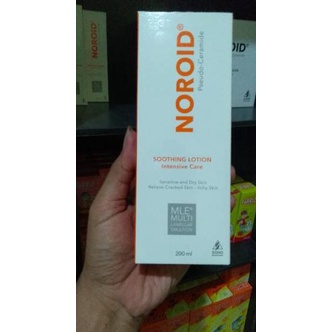 NOROID®
Pseudo-Ceramide
SOOTHING LOTION
Intensive Care
Sensitive and Dry Skin
Relieve Cracked Skin - Itchy Skin
MLE®
MULTI
LAMELLAR
EMULSION
200 ml
NOROID